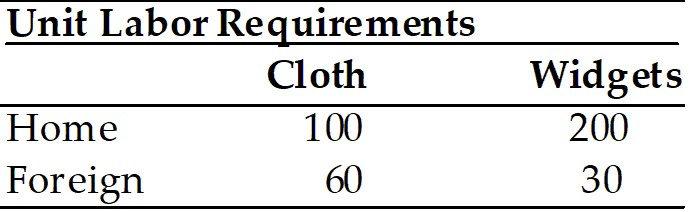 Unit Labor Requirements
Cloth Widgets
Home 100 200
Foreign 60 30